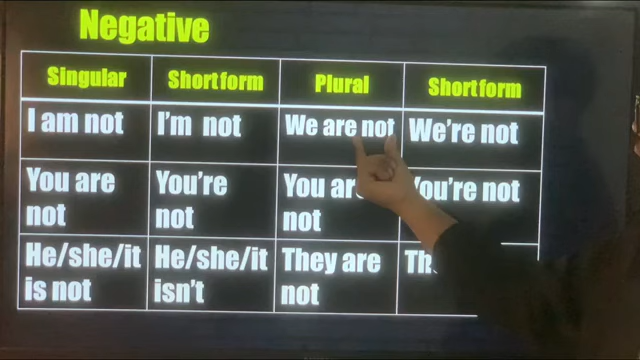 Negative
Singular Short form Plural Short form
I am not I'm not We are not We're not
You are You're You are You're not
not not not
He/she/it He/she/it They are
is not isn't not